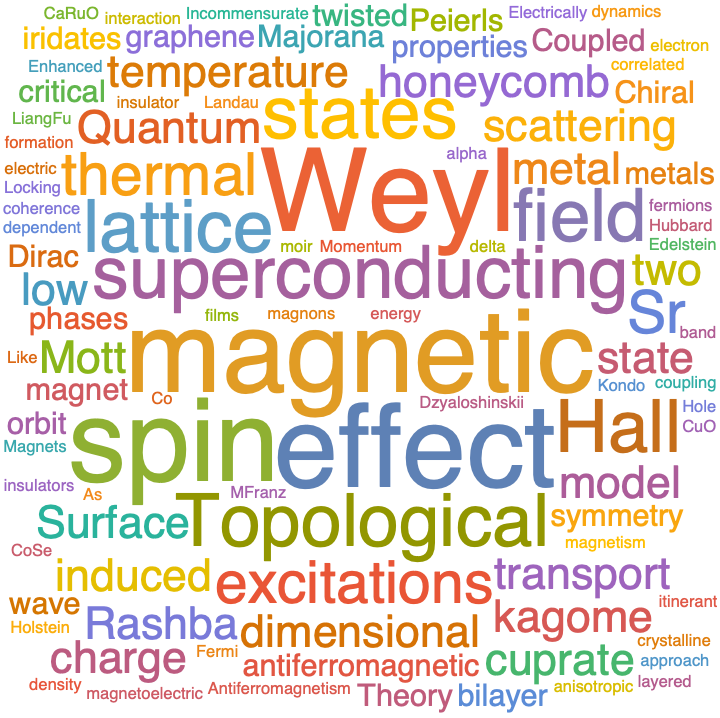 CaRuO interaction Incommensurate twisted Peierls Electrically dynamics
iridates graphene Majorana properties Coupled electron
Enhanced temperature honeycomb correlated
critical insulator Landau states Chiral
LiangFu Quantum scattering
formation alpha
electric thermal Weyl metal metals
Locking lattice field fermions
coherence Hubbard
dependent moir Momentum delta Edelstein
Dirac superconducting two
low Sr
phases films magnons energy band
Like Mott magnetic state
magnet Co Kondo coupling
orbit Dzyaloshinskii Hall Hole
Magnets spin effect CuO
insulators As MFranz model
Surface Topological symmetry
CoSe magnetism
induced excitations transport
wave itinerant
Holstein Rashba dimensional kagome
Fermi crystalline
charge antiferromagnetic cuprate approach
density magnetoelectric Antiferromagnetism Theory bilayer anisotropic layered